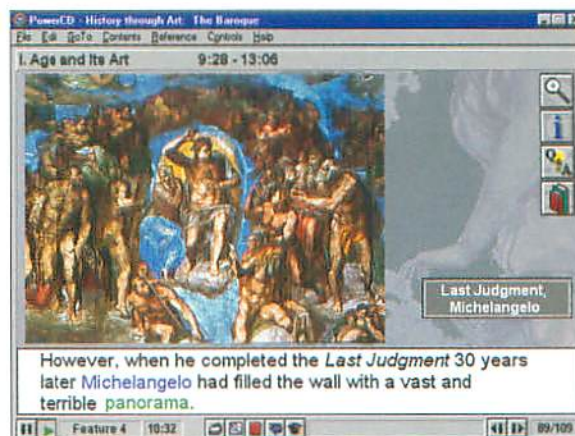 PowerCD - History through Art: The Baroque
File Edit GoTo Contents Reference Controls Help
I. Age and Its Art 9:28 - 13:06
i
Q A
Last Judgment,
Michelangelo
However, when he completed the Last Judgment 30 years
later Michelangelo had filled the wall with a vast and
terrible panorama.
Feature 4 10:32 89/109